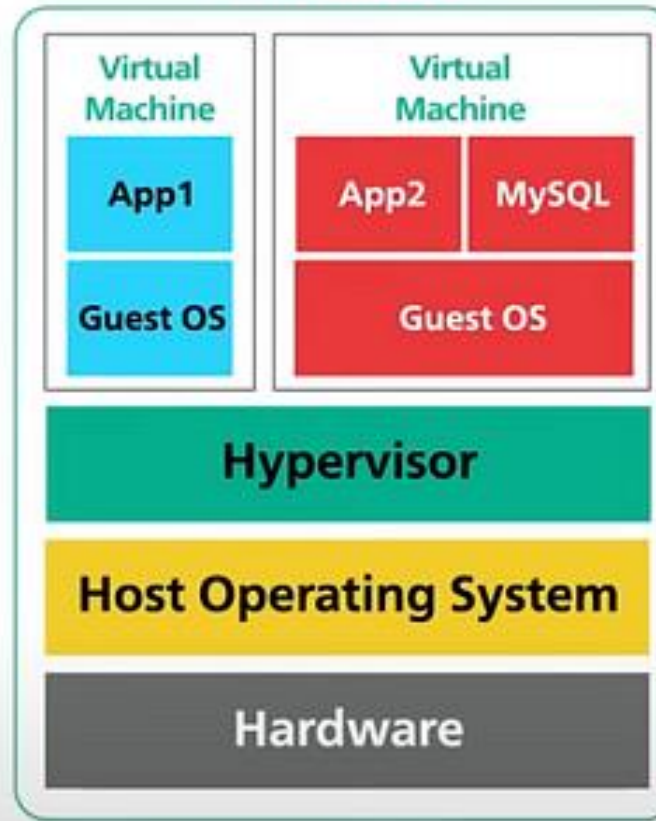 Virtual
Machine
App1
Guest OS
Virtual
Machine
App2 MySQL
Guest OS
Hypervisor
Host Operating System
Hardware